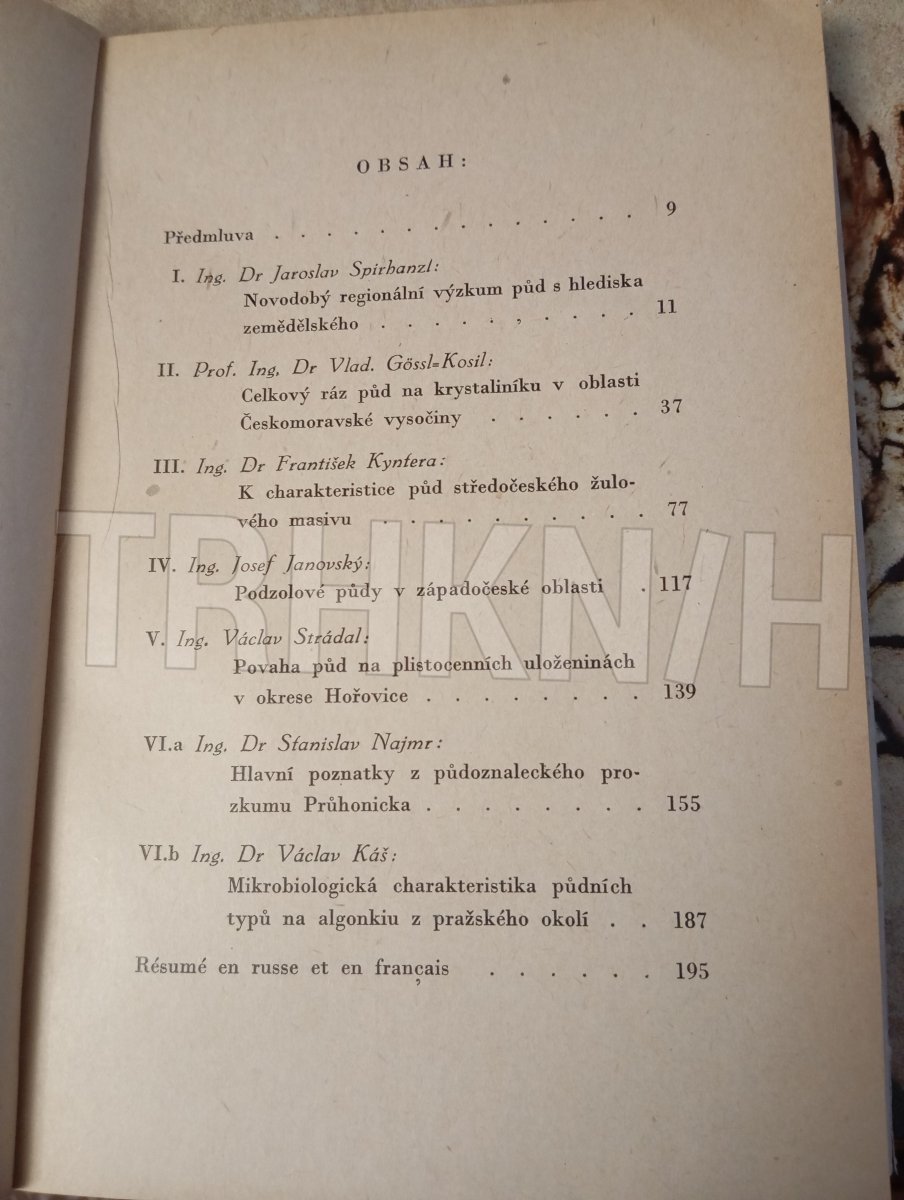 OBSAH:
Předmluva . . . . . . . . . . . . . . 9
I. Ing. Dr Jaroslav Spirhanzl:
Novodobý regionální výzkum půd s hlediska
zemědělského . . . . . , . . . . 11
II. Prof. Ing, Dr Vlad. Gössl=Kosil:
Celkový ráz půd na krystaliníku v oblasti
Českomoravské vysočiny . . . . . . 37
III. Ing. Dr František Kynfera:
K charakteristice půd středočeského žulo-
vého masivu . . . . . . . . . . 77
IV. Ing. Josef Janovský:
Podzolové půdy v západočeské oblasti . 117
V. Ing. Václav Strádal:
Povaha půd na plistocenních uloženinách
v okrese Hořovice . . . . . . . . 139
VI.a Ing, Dr Stanislav Najmr:
Hlavní poznatky z půdoznaleckého pro-
zkumu Průhonicka . . . . . . . . 155
VI.b Ing. Dr Václav Káš:
Mikrobiologická charakteristika půdních
typů na algonkiu z pražského okolí . . 187
Résumé en russe et en français . . . . . . 195
TRHKNIH